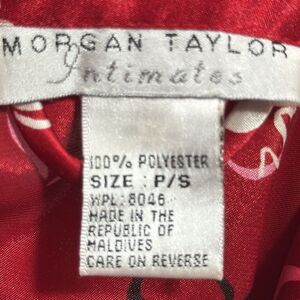 MORGAN TAYLOR
Intimates
100% POLYESTER
SIZE : P/S
WPL: 8046
MADE IN THE
REPUBLIC OF
MALDIVES
CARE ON REVERSE